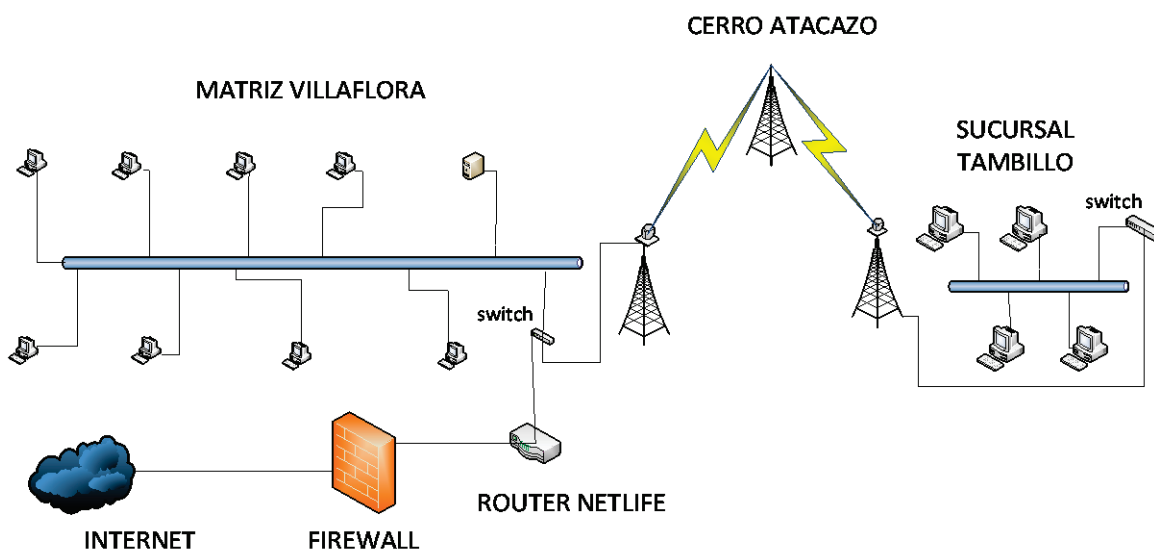 CERRO ATACAZO
MATRIZ VILLAFLORA
SUCURSAL
TAMBILLO
switch
switch
ROUTER NETLIFE
INTERNET
FIREWALL